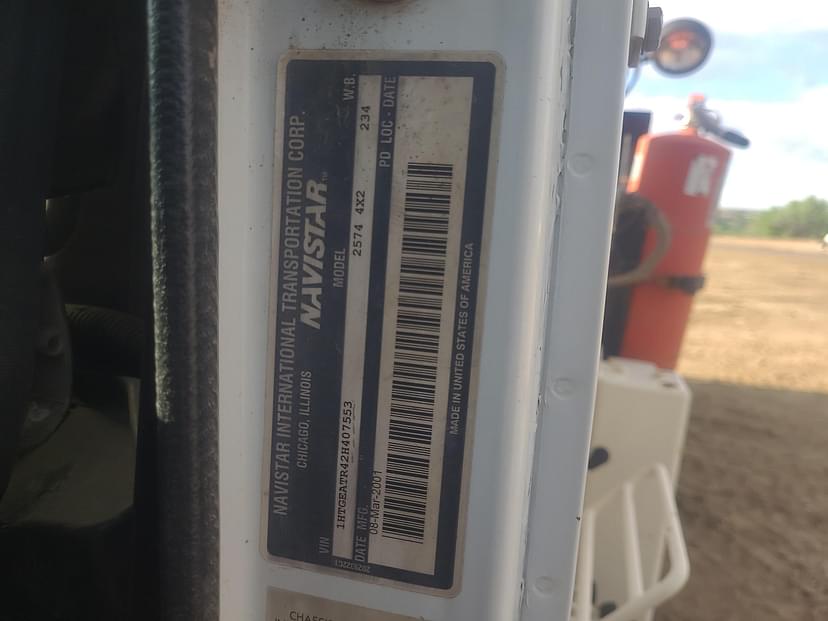 NAVISTAR INTERNATIONAL TRANSPORTATION CORP.
CHICAGO, ILLINOIS
NAVISTAR™
VIN MODEL W.B.
1HTGEATR42H407553 2574 4X2 234
DATE MFG. PD LOC - DATE
08-Mar-2001
MADE IN UNITED STATES OF AMERICA